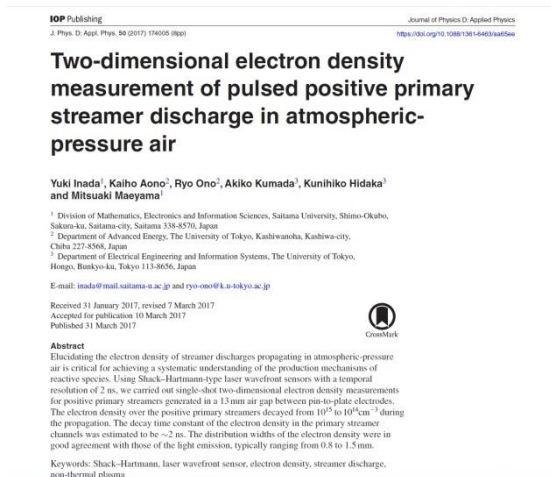 IOP Publishing
Journal of Physics D: Applied Physics
J. Phys. D: Appl. Phys. 50 (2017) 174005 (8pp)
https://doi.org/10.1088/1361-6463/aa65ee
Two-dimensional electron density
measurement of pulsed positive primary
streamer discharge in atmospheric-
pressure air
Yuki Inada¹, Kaiho Aono², Ryo Ono², Akiko Kumada³, Kunihiko Hidaka³
and Mitsuaki Maeyama¹
¹ Division of Mathematics, Electronics and Information Sciences, Saitama University, Shimo-Okubo,
Sakura-ku, Saitama-city, Saitama 338-8570, Japan
² Department of Advanced Energy, The University of Tokyo, Kashiwanoha, Kashiwa-city,
Chiba 227-8568, Japan
³ Department of Electrical Engineering and Information Systems, The University of Tokyo,
Hongo, Bunkyo-ku, Tokyo 113-8656, Japan
E-mail: inada@mail.saitama-u.ac.jp and ryo-ono@k.u-tokyo.ac.jp
Received 31 January 2017, revised 7 March 2017
Accepted for publication 10 March 2017
Published 31 March 2017
CrossMark
Abstract
Elucidating the electron density of streamer discharges propagating in atmospheric-pressure
air is critical for achieving a systematic understanding of the production mechanisms of
reactive species. Using Shack–Hartmann-type laser wavefront sensors with a temporal
resolution of 2 ns, we carried out single-shot two-dimensional electron density measurements
for positive primary streamers generated in a 13 mm air gap between pin-to-plate electrodes.
The electron density over the positive primary streamers decayed from 10¹⁵ to 10¹⁴cm⁻³ during
the propagation. The decay time constant of the electron density in the primary streamer
channels was estimated to be ~2 ns. The distribution widths of the electron density were in
good agreement with those of the light emission, typically ranging from 0.8 to 1.5 mm.
Keywords: Shack–Hartmann, laser wavefront sensor, electron density, streamer discharge,
non-thermal plasma